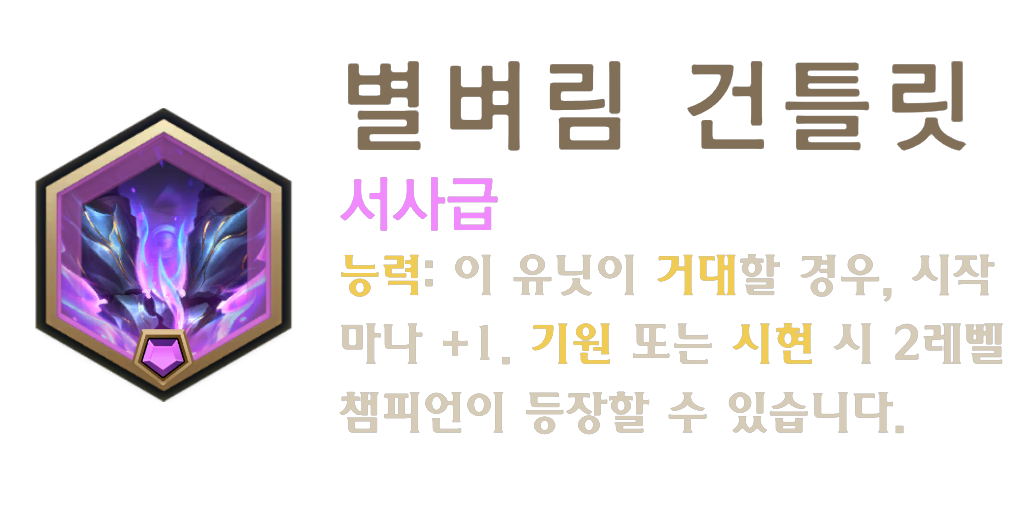 별벼림 건틀릿
서사급
능력: 이 유닛이 거대할 경우, 시작
마나 +1. 기원 또는 시현 시 2레벨
챔피언이 등장할 수 있습니다.